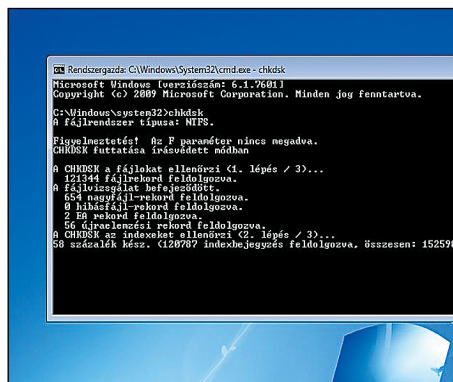 Rendszergazda: C:\Windows\System32\cmd.exe - chkdsk
Microsoft Windows [verziószám: 6.1.7601]
Copyright (c) 2009 Microsoft Corporation. Minden jog fenntartva.
C:\Windows\system32>chkdsk
A fájlrendszer típusa: NTFS.
Figyelmeztetés!  Az F paraméter nincs megadva.
CHKDSK futtatása írásvédett módban
A CHKDSK a fájlokat ellenőrzi (1. lépés / 3)...
121344 fájlrekord feldolgozva.
A fájlvizsgálat befejeződött.
654 nagyfájl-rekord feldolgozva.
0 hibásfájl-rekord feldolgozva.
2 EA rekord feldolgozva.
56 újraelemzési rekord feldolgozva.
A CHKDSK az indexeket ellenőrzi (2. lépés / 3)...
58 százalék kész. (120787 indexbejegyzés feldolgozva, összesen: 15259